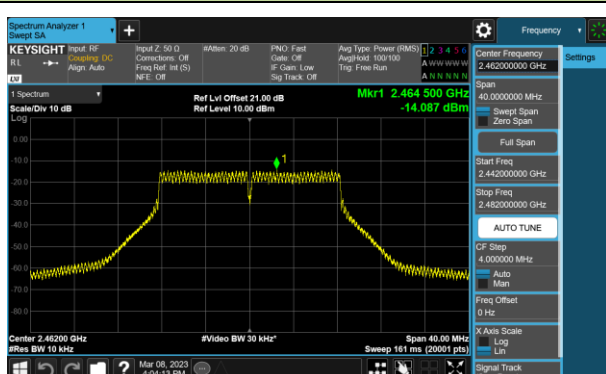 Spectrum Analyzer 1
Swept SA
+
Frequency
KEYSIGHT
RL
Input: RF
Coupling: DC
Align: Auto
Input Z: 50 Ω
Corrections: Off
Freq Ref: Int (S)
NFE: Off
#Atten: 20 dB
PNO: Fast
Gate: Off
IF Gain: Low
Sig Track: Off
Avg Type: Power (RMS)
Avg|Hold: 100/100
Trig: Free Run
1 2 3 4 5 6
A W W W W W
A N N N N N
LXI
1 Spectrum
Scale/Div 10 dB
Log
Ref Lvl Offset 21.00 dB
Ref Level 10.00 dBm
Mkr1 2.464 500 GHz
-14.087 dBm
1
0.00
-10.0
-20.0
-30.0
-40.0
-50.0
-60.0
-70.0
-80.0
Center 2.46200 GHz
#Res BW 10 kHz
#Video BW 30 kHz*
Span 40.00 MHz
Sweep 161 ms (20001 pts)
Mar 08, 2023
4:04:13 PM
Center Frequency
2.462000000 GHz
Span
40.0000000 MHz
Swept Span
Zero Span
Full Span
Start Freq
2.442000000 GHz
Stop Freq
2.482000000 GHz
AUTO TUNE
CF Step
4.000000 MHz
Auto
Man
Freq Offset
0 Hz
X Axis Scale
Log
Lin
Signal Track
Settings